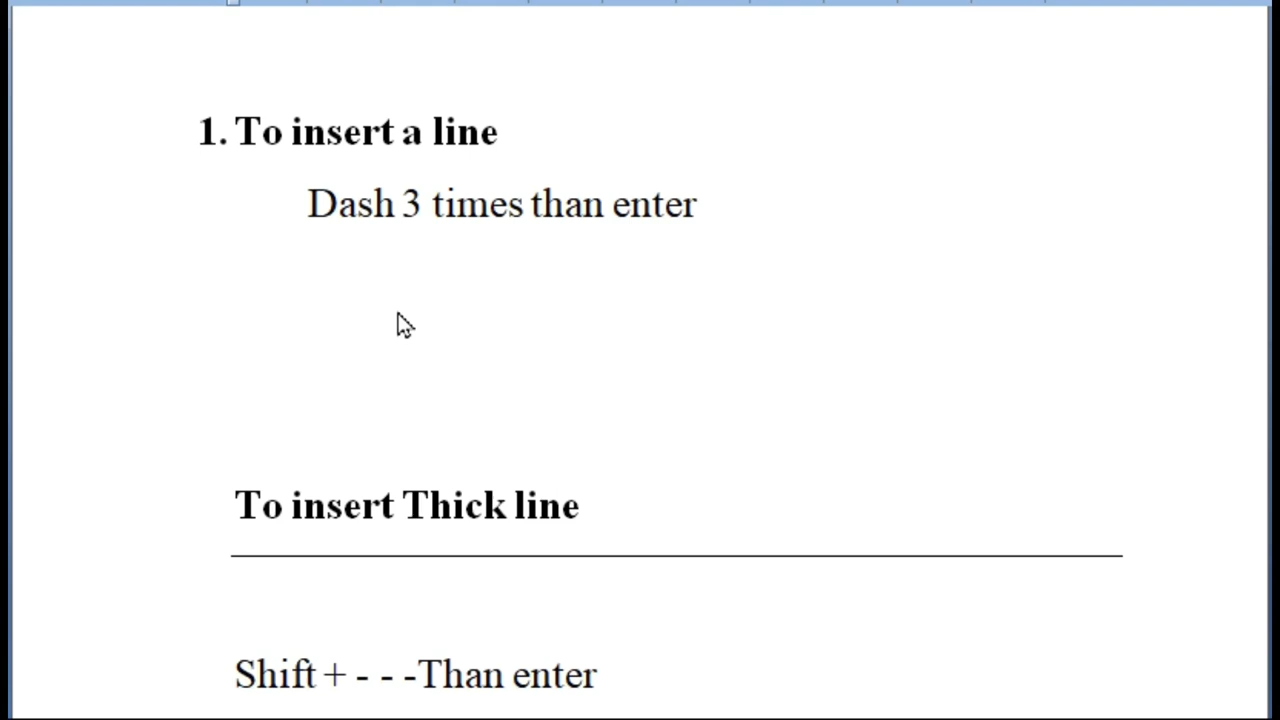 1. To insert a line
Dash 3 times than enter
To insert Thick line
Shift + - - -Than enter